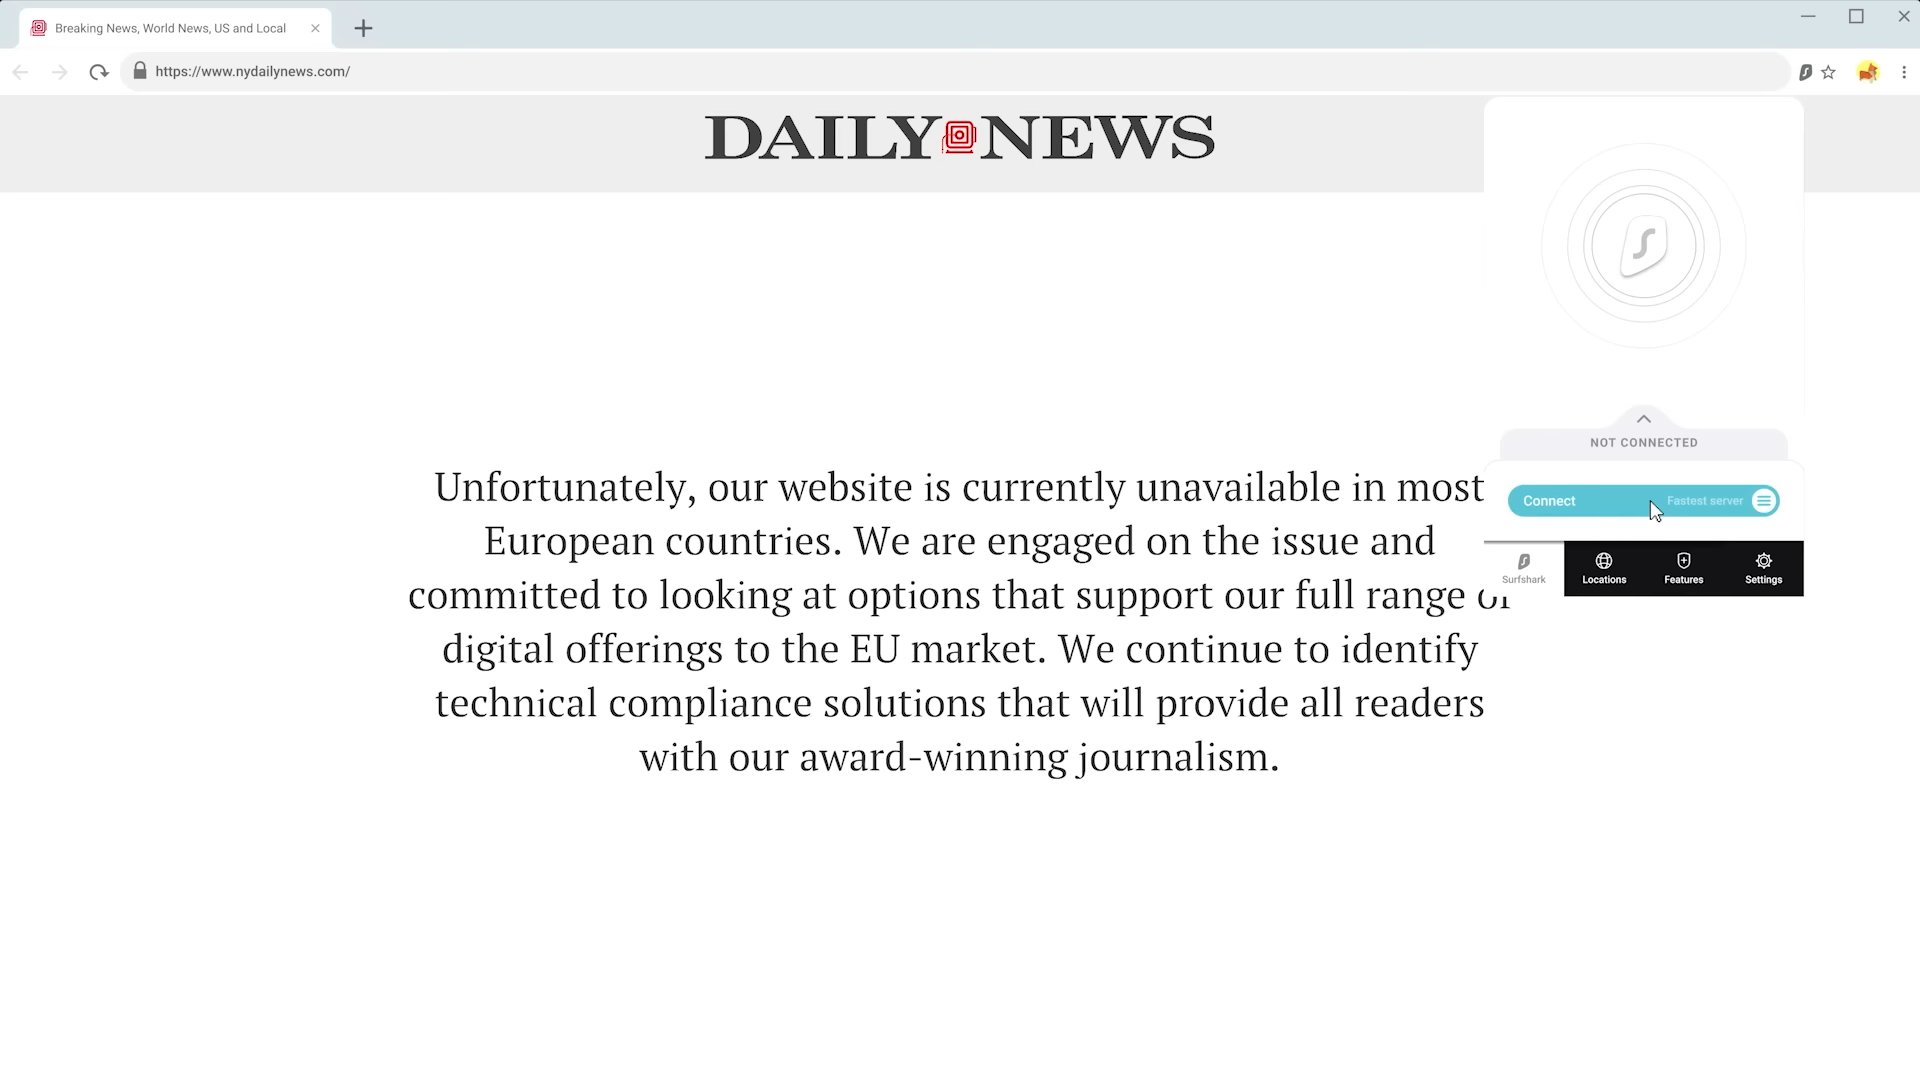 Breaking News, World News, US and Local
https://www.nydailynews.com/
DAILY NEWS
Unfortunately, our website is currently unavailable in most
European countries. We are engaged on the issue and
committed to looking at options that support our full range of
digital offerings to the EU market. We continue to identify
technical compliance solutions that will provide all readers
with our award-winning journalism.
NOT CONNECTED
Connect Fastest server
Surfshark Locations Features Settings